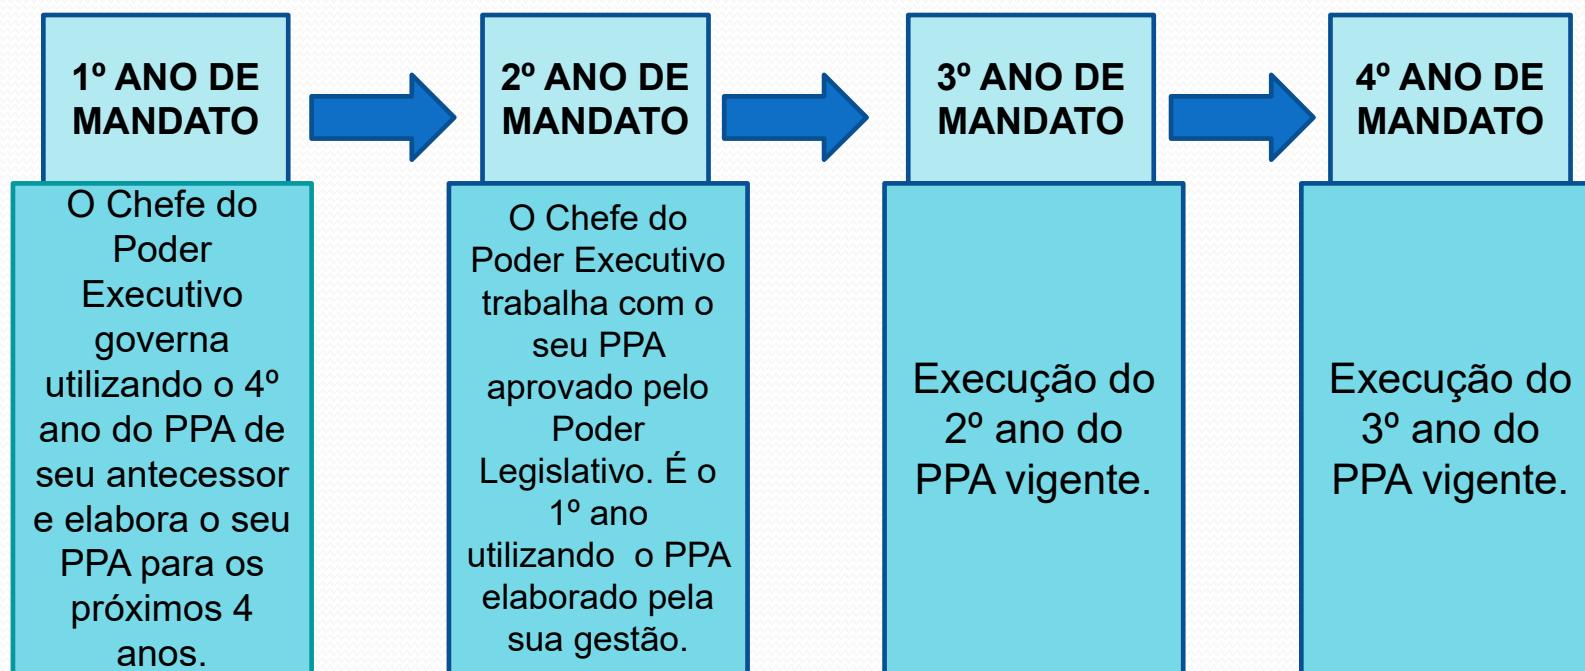 1º ANO DE
MANDATO
O Chefe do
Poder
Executivo
governa
utilizando o 4º
ano do PPA de
seu antecessor
e elabora o seu
PPA para os
próximos 4
anos.
2º ANO DE
MANDATO
O Chefe do
Poder Executivo
trabalha com o
seu PPA
aprovado pelo
Poder
Legislativo. É o
1º ano
utilizando o PPA
elaborado pela
sua gestão.
3º ANO DE
MANDATO
Execução do
2º ano do
PPA vigente.
4º ANO DE
MANDATO
Execução do
3º ano do
PPA vigente.